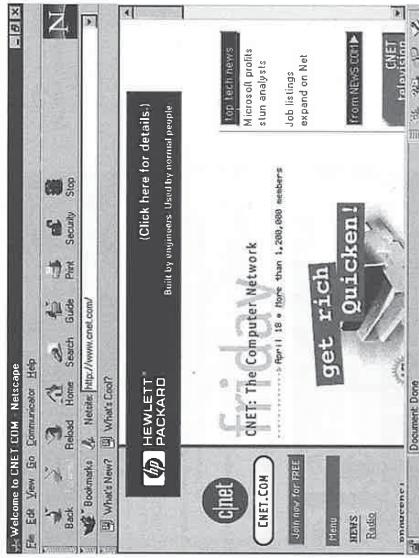 Welcome to CNET.COM - Netscape
File Edit View Go Communicator Help
Back Reload Home Search Guide Print Security Stop
N
Bookmarks Netsite: http://www.cnet.com/
What's New? What's Cool?
hp HEWLETT® PACKARD
(Click here for details.)
Built by engineers. Used by normal people.
c|net
CNET.COM
Join now for FREE
Menu
NEWS
Radio
friday
CNET: The Computer Network
April 18 • More than 1,200,000 members
get rich
Quicken!
top tech news
Microsoft profits
stun analysts
Job listings
expand on Net
from NEWS.COM
CNET
television
Document: Done